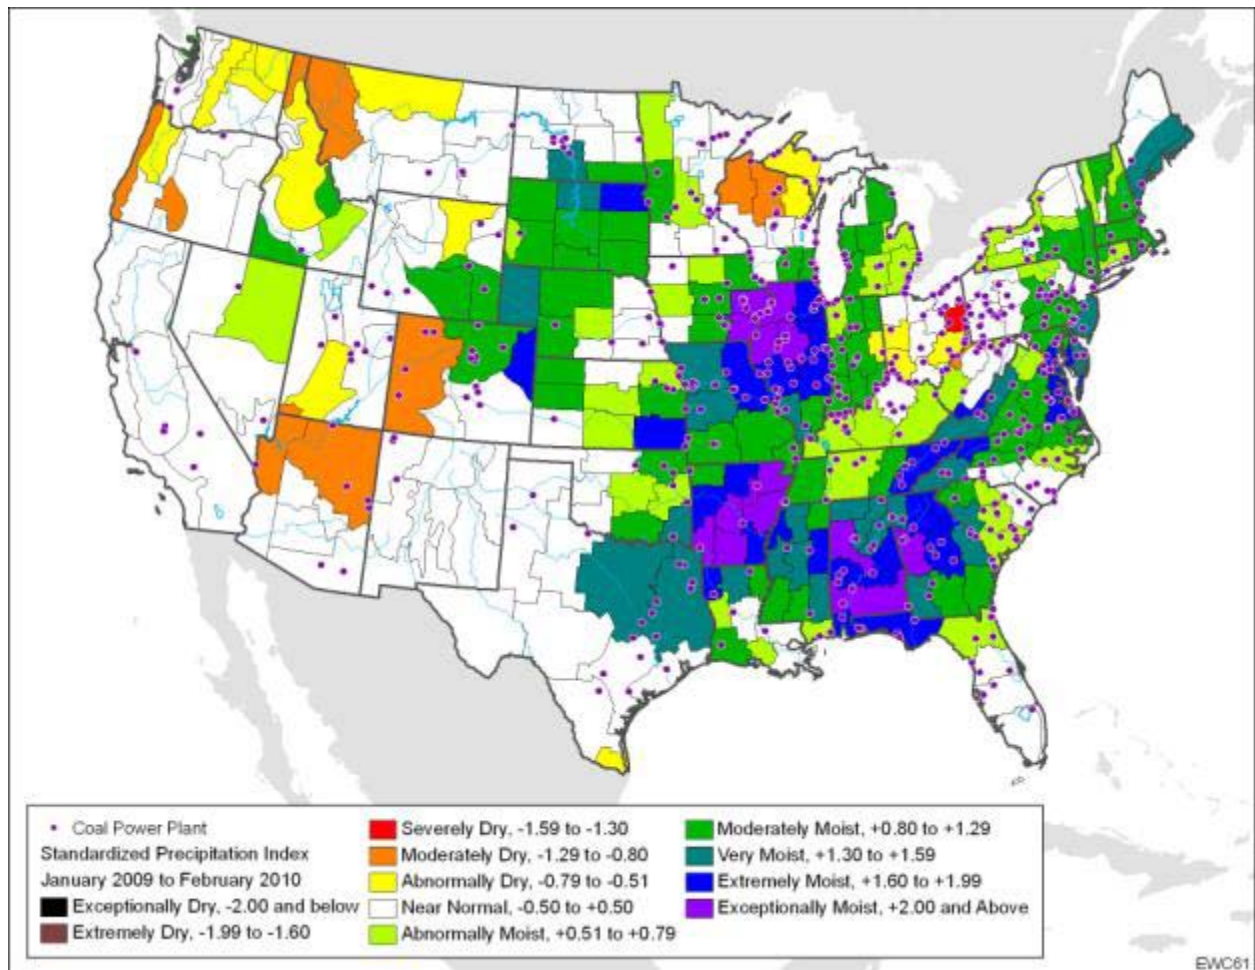 Coal Power Plant
Standardized Precipitation Index
January 2009 to February 2010
Exceptionally Dry, -2.00 and below
Extremely Dry, -1.99 to -1.60
Severely Dry, -1.59 to -1.30
Moderately Dry, -1.29 to -0.80
Abnormally Dry, -0.79 to -0.51
Near Normal, -0.50 to +0.50
Abnormally Moist, +0.51 to +0.79
Moderately Moist, +0.80 to +1.29
Very Moist, +1.30 to +1.59
Extremely Moist, +1.60 to +1.99
Exceptionally Moist, +2.00 and Above
EWC61